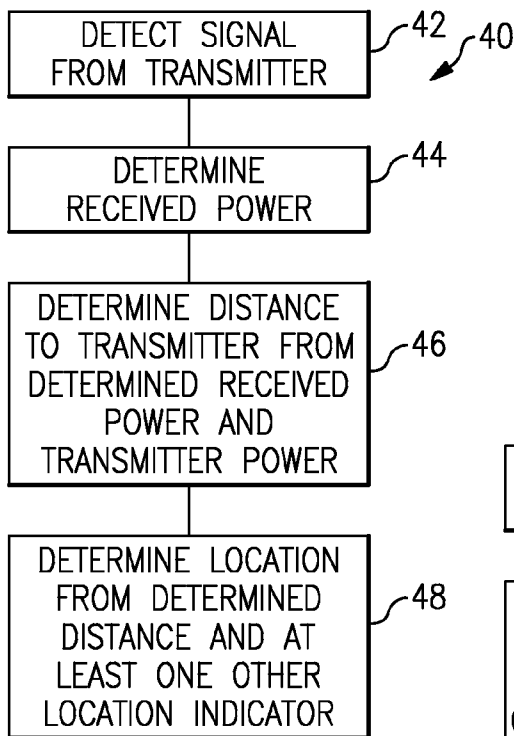 DETECT SIGNAL
FROM TRANSMITTER
42
40
DETERMINE
RECEIVED POWER
44
DETERMINE DISTANCE
TO TRANSMITTER FROM
DETERMINED RECEIVED
POWER AND
TRANSMITTER POWER
46
DETERMINE LOCATION
FROM DETERMINED
DISTANCE AND AT
LEAST ONE OTHER
LOCATION INDICATOR
48